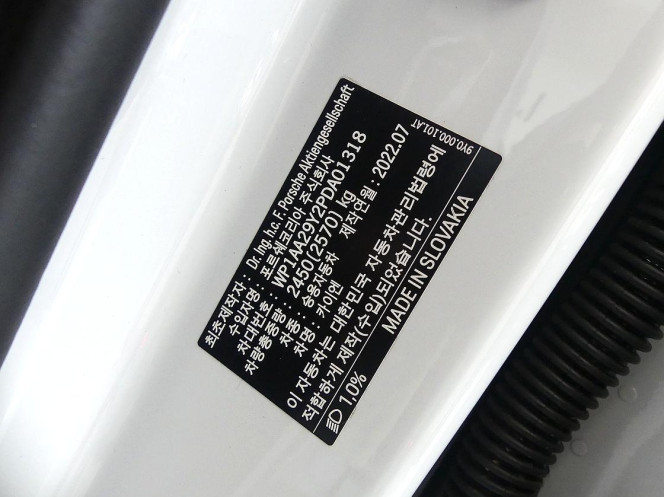 최초제작자 : Dr. Ing. h.c. F. Porsche Aktiengesellschaft
수입자명 : 포르쉐코리아 주식회사
차대번호 : WP1AA29Y2PDA01318
차량총중량 : 2450(2570) kg
차종 : 승용자동차 제작연월 : 2022.07
차명 : 카이엔
이 자동차는 대한민국 자동차관리법령에
적합하게 제작(수입)되었습니다.
1,0% MADE IN SLOVAKIA
9Y0.000.101.AT